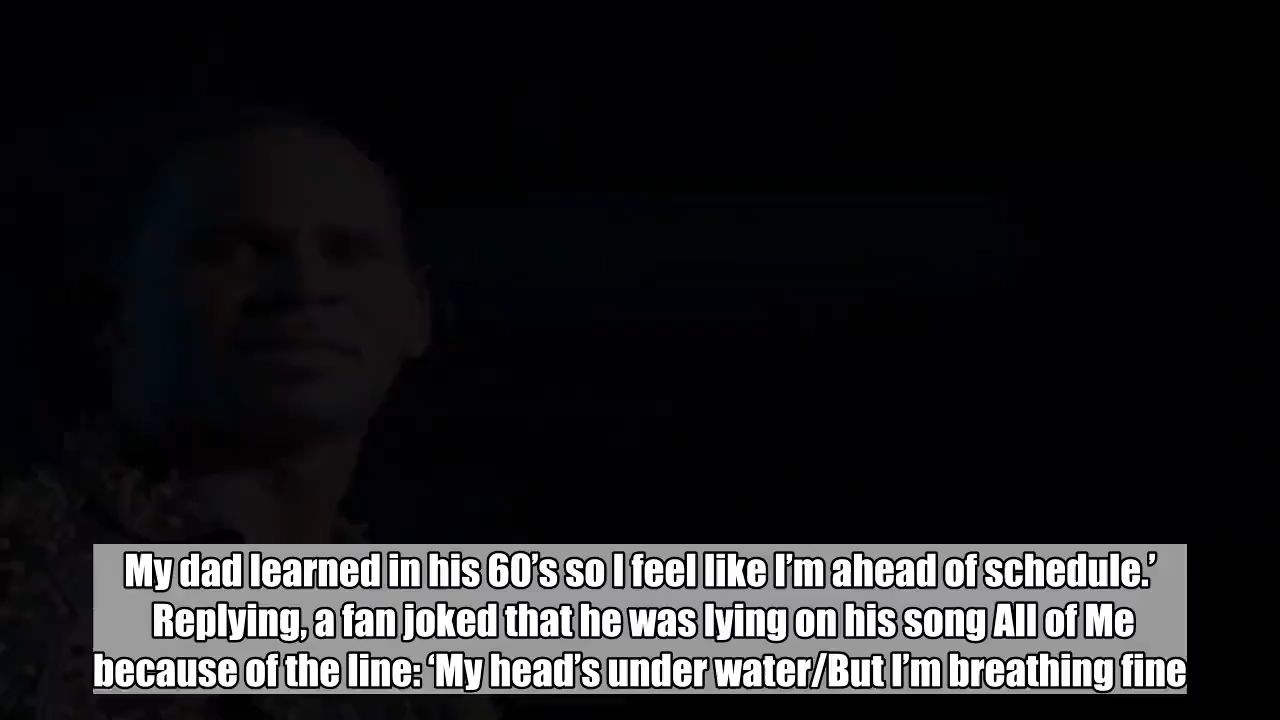 My dad learned in his 60’s so I feel like I’m ahead of schedule.’
Replying, a fan joked that he was lying on his song All of Me
because of the line: ‘My head’s under water/But I’m breathing fine